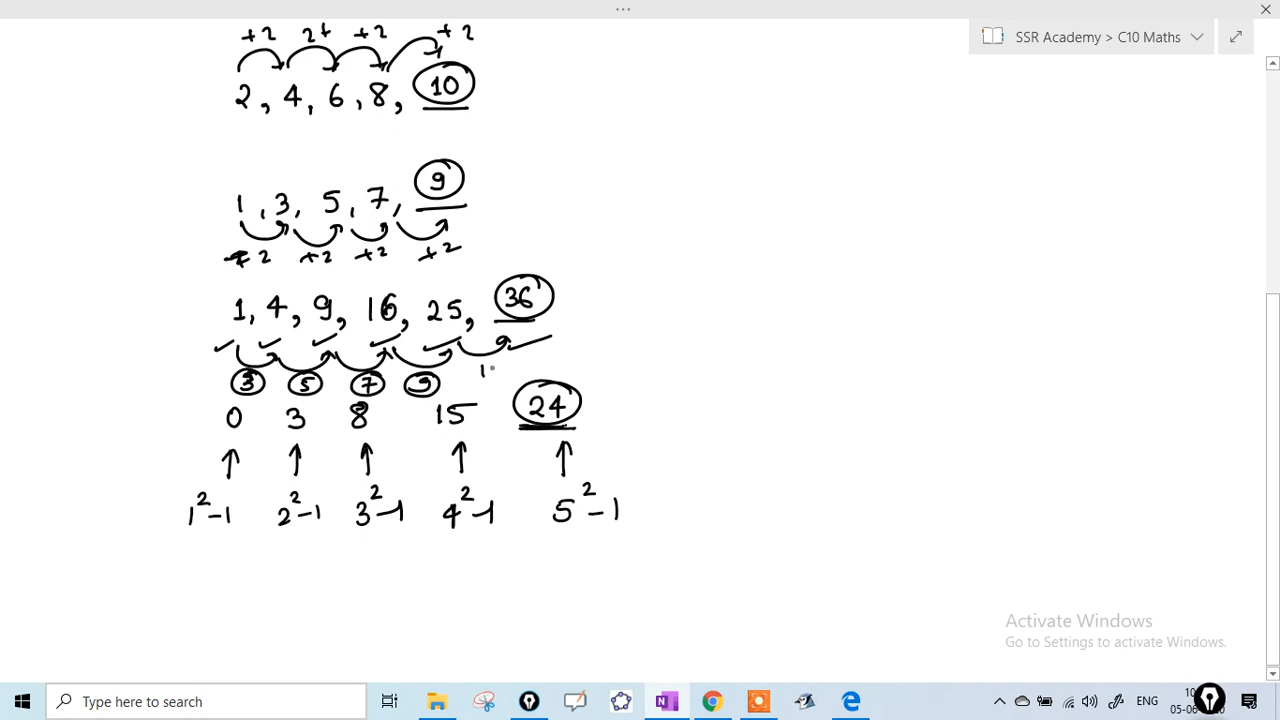 SSR Academy > C10 Maths
+2 2+ +2 +2
2, 4, 6, 8, 10
1, 3, 5, 7, 9
+2 +2 +2 +2
1, 4, 9, 16, 25, 36
3 5 7 9 1
0 3 8 15 24
1²-1 2²-1 3²-1 4²-1 5²-1
Activate Windows
Go to Settings to activate Windows.
Type here to search
ENG